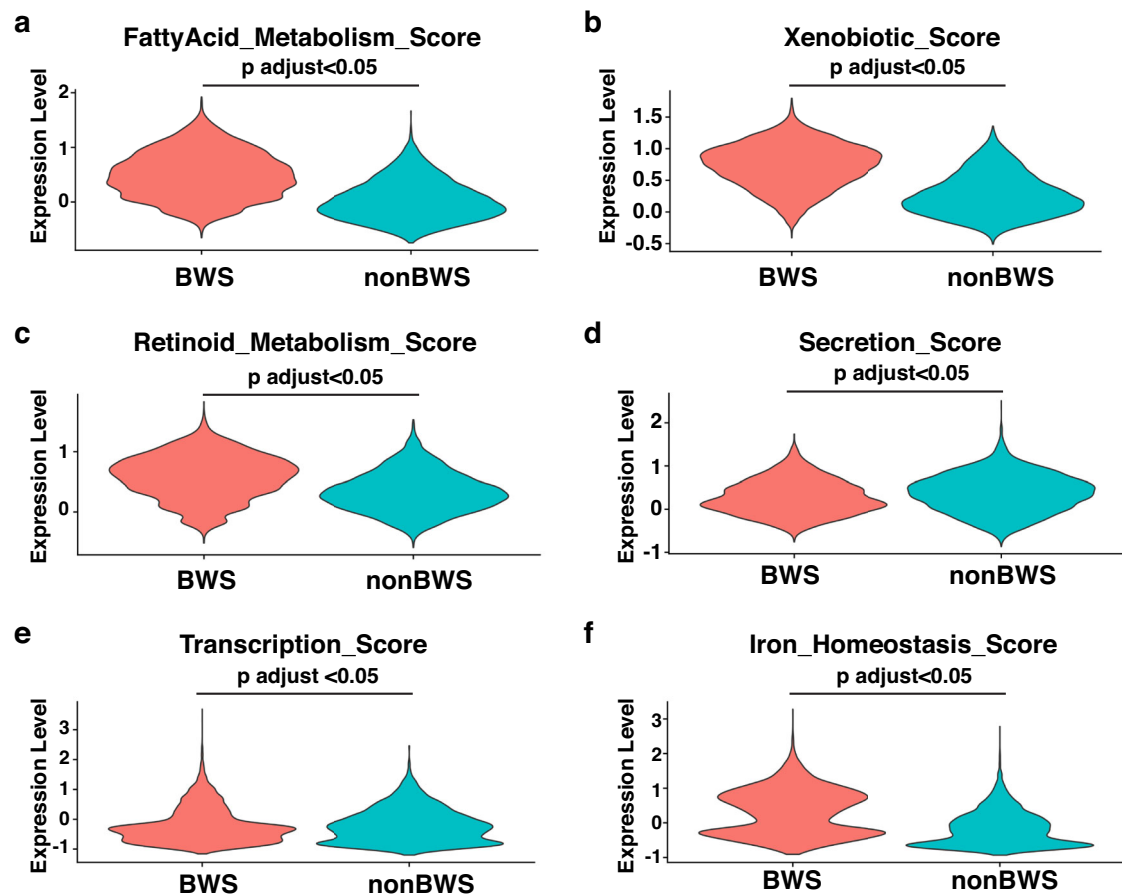 a
FattyAcid_Metabolism_Score
p adjust<0.05
Expression Level
2
1
0
BWS nonBWS
b
Xenobiotic_Score
p adjust<0.05
Expression Level
1.5
1.0
0.5
0.0
-0.5
BWS nonBWS
c
Retinoid_Metabolism_Score
p adjust<0.05
Expression Level
1
0
BWS nonBWS
d
Secretion_Score
p adjust<0.05
Expression Level
2
1
0
-1
BWS nonBWS
e
Transcription_Score
p adjust <0.05
Expression Level
3
2
1
0
-1
BWS nonBWS
f
Iron_Homeostasis_Score
p adjust<0.05
Expression Level
3
2
1
0
-1
BWS nonBWS